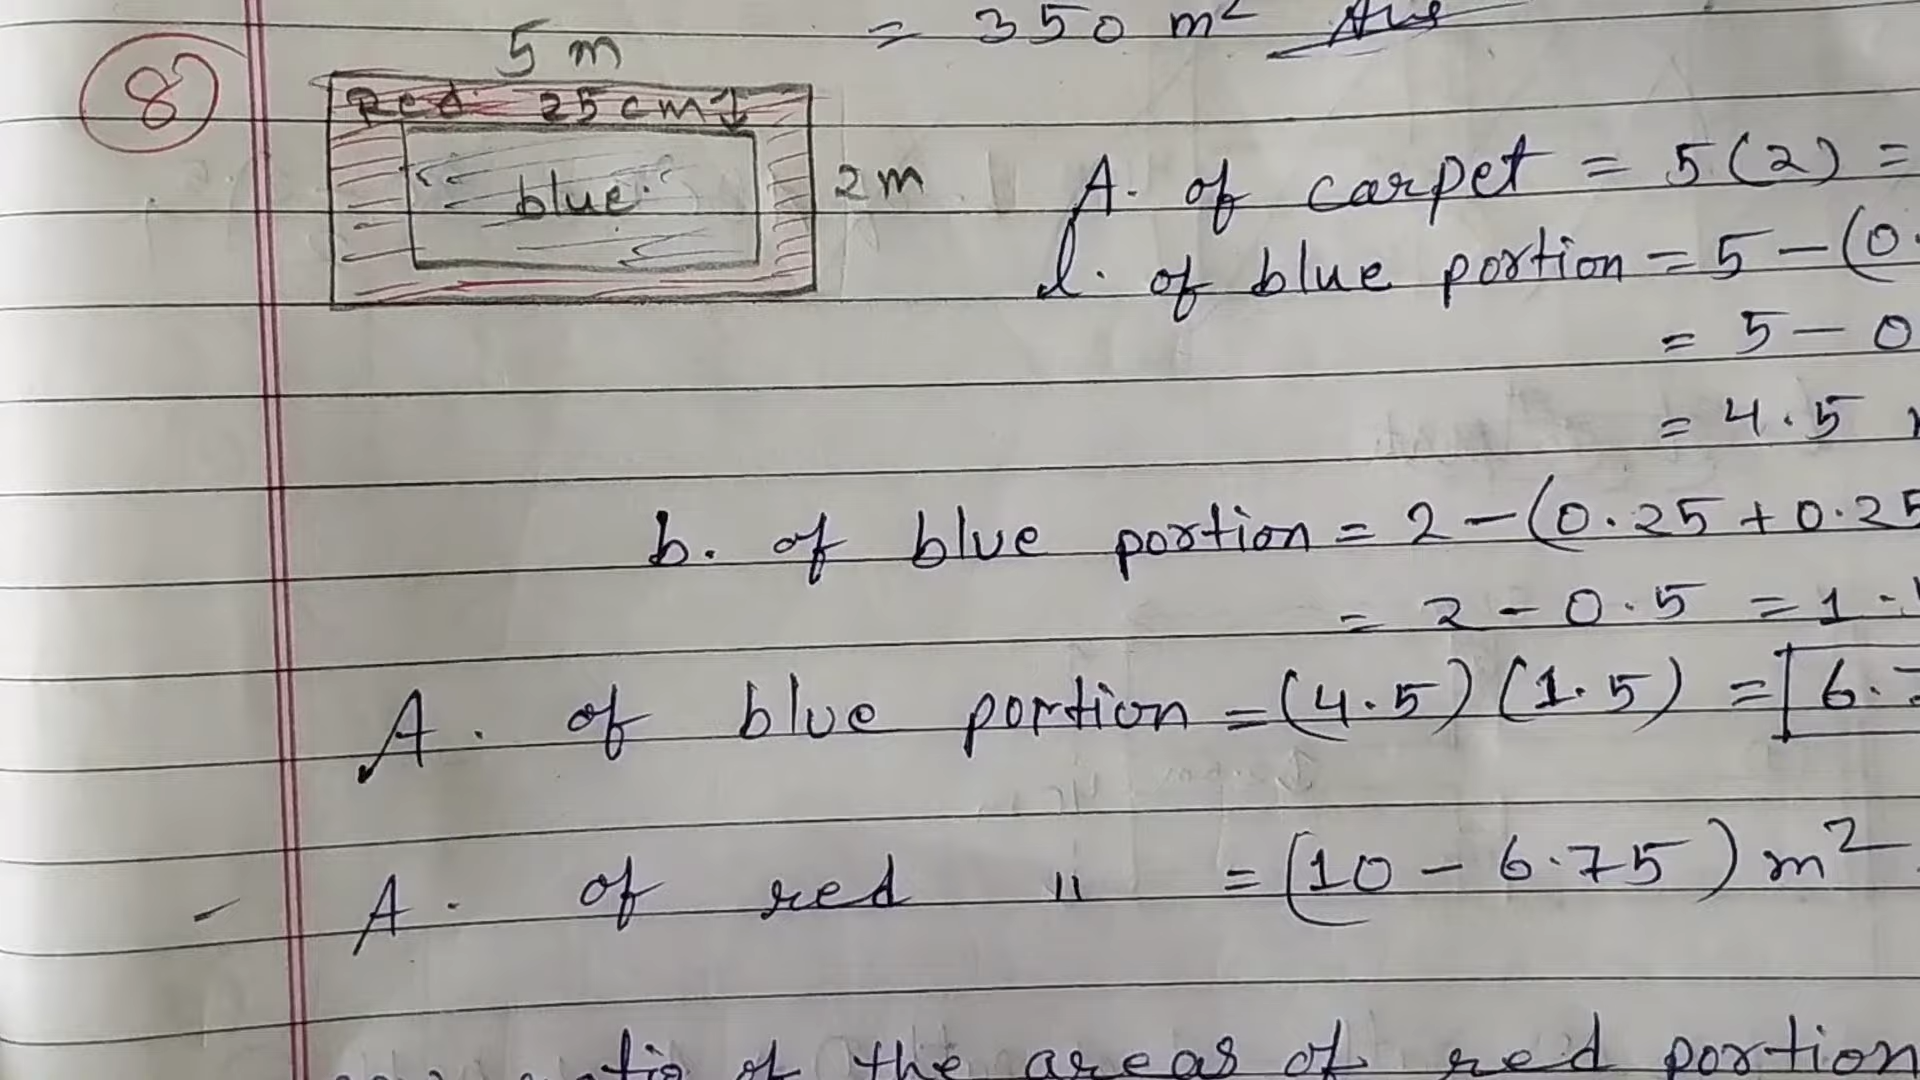 = 350 m² Ans
8
5 m
Red 25 cm ↕
blue
2 m
A. of carpet = 5(2) =
l. of blue portion = 5 - (0.
= 5 - 0
= 4.5
b. of blue portion = 2 - (0.25 + 0.25
= 2 - 0.5 = 1.
A. of blue portion = (4.5) (1.5) = 6.7
A. of red " = (10 - 6.75) m²
of the areas of red portion